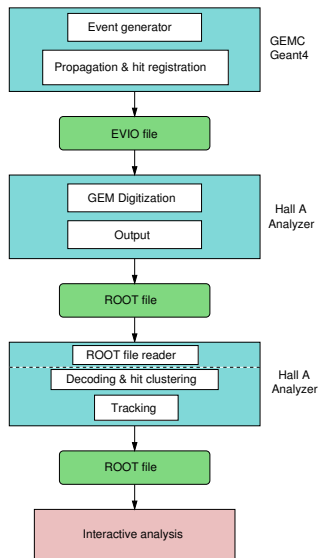 Event generator
Propagation & hit registration
GEMC
Geant4
EVIO file
GEM Digitization
Output
Hall A
Analyzer
ROOT file
ROOT file reader
Decoding & hit clustering
Tracking
Hall A
Analyzer
ROOT file
Interactive analysis